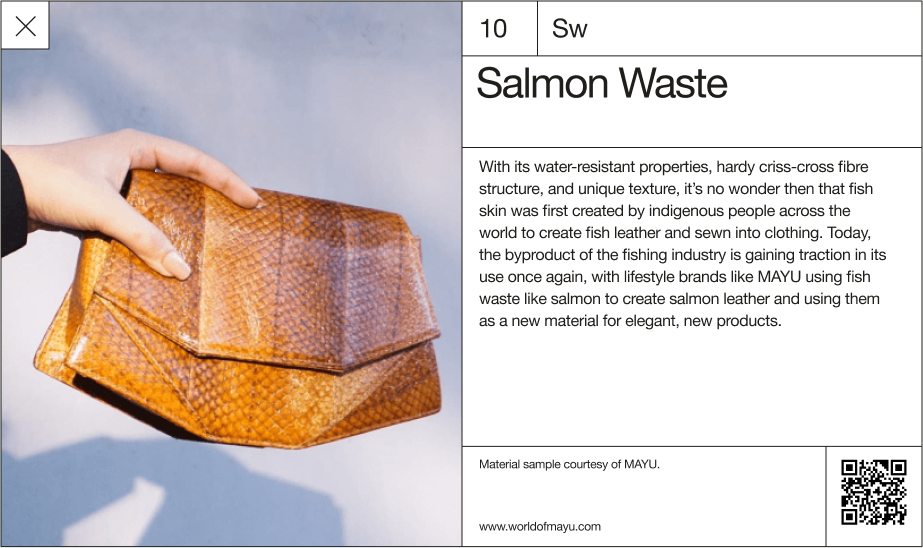 10
Sw
Salmon Waste
With its water-resistant properties, hardy criss-cross fibre
structure, and unique texture, it’s no wonder then that fish
skin was first created by indigenous people across the
world to create fish leather and sewn into clothing. Today,
the byproduct of the fishing industry is gaining traction in its
use once again, with lifestyle brands like MAYU using fish
waste like salmon to create salmon leather and using them
as a new material for elegant, new products.
Material sample courtesy of MAYU.
www.worldofmayu.com